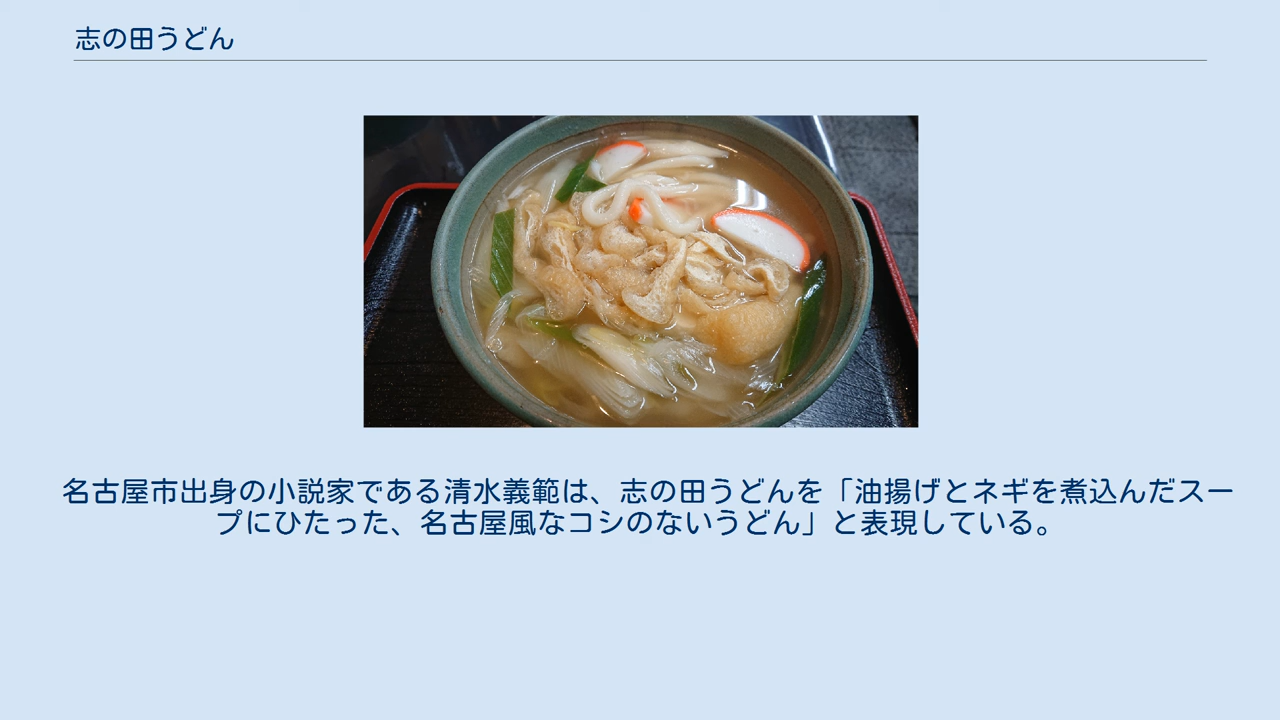 志の田うどん
名古屋市出身の小説家である清水義範は、志の田うどんを「油揚げとネギを煮込んだスー
プにひたった、名古屋風なコシのないうどん」と表現している。